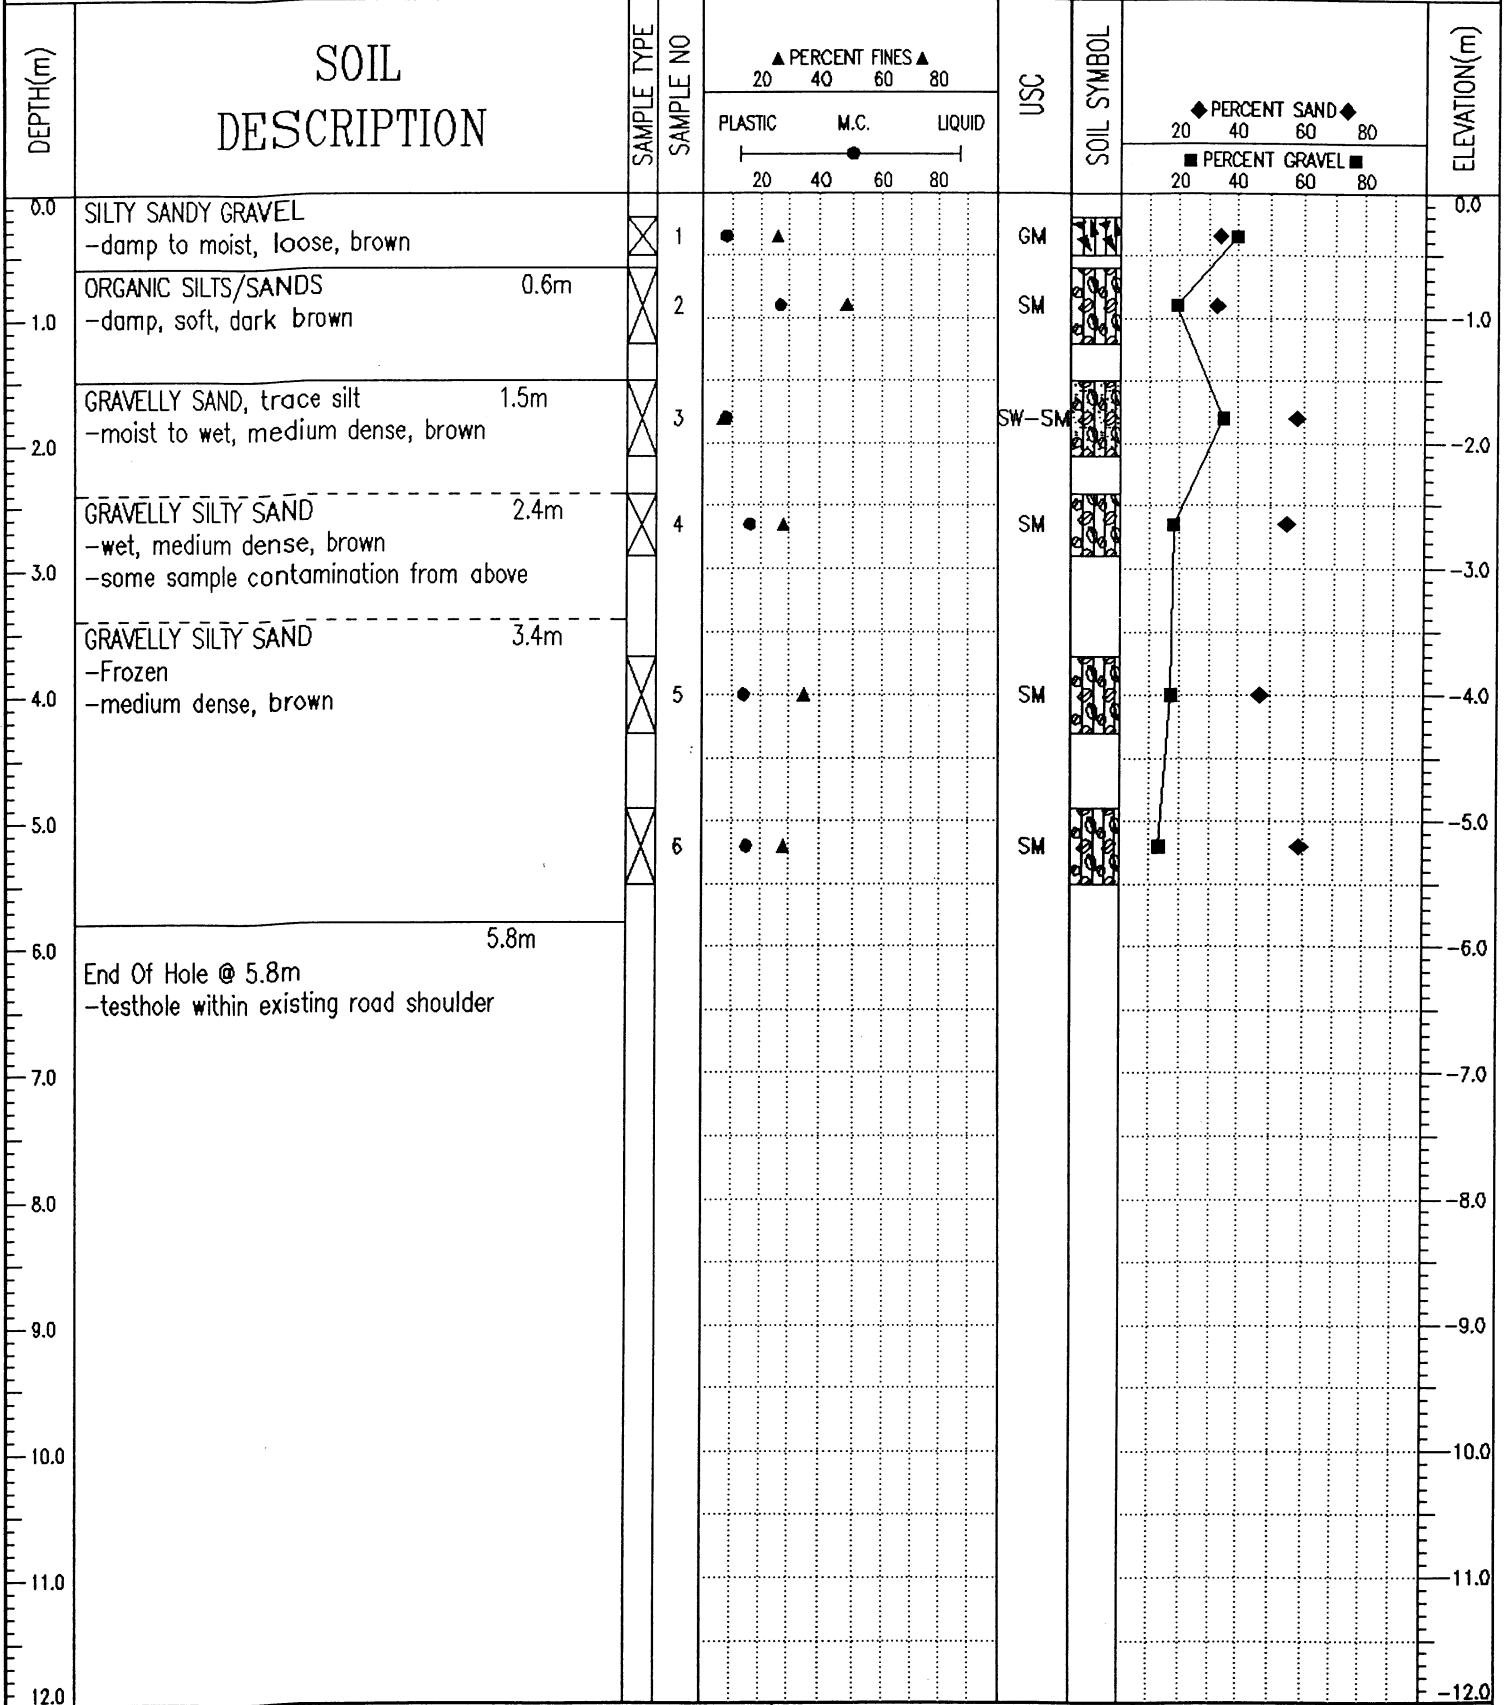 DEPTH(m)
SOIL
DESCRIPTION
SAMPLE TYPE
SAMPLE NO
▲ PERCENT FINES ▲
20 40 60 80
PLASTIC M.C. LIQUID
20 40 60 80
USC
SOIL SYMBOL
◆ PERCENT SAND ◆
20 40 60 80
■ PERCENT GRAVEL ■
20 40 60 80
ELEVATION(m)
0.0
1.0
2.0
3.0
4.0
5.0
6.0
7.0
8.0
9.0
10.0
11.0
12.0
SILTY SANDY GRAVEL
-damp to moist, loose, brown
ORGANIC SILTS/SANDS 0.6m
-damp, soft, dark brown
GRAVELLY SAND, trace silt 1.5m
-moist to wet, medium dense, brown
GRAVELLY SILTY SAND 2.4m
-wet, medium dense, brown
-some sample contamination from above
GRAVELLY SILTY SAND 3.4m
-Frozen
-medium dense, brown
5.8m
End Of Hole @ 5.8m
-testhole within existing road shoulder
1
2
3
4
5
6
GM
SM
SW-SM
SM
SM
SM
0.0
-1.0
-2.0
-3.0
-4.0
-5.0
-6.0
-7.0
-8.0
-9.0
-10.0
-11.0
-12.0